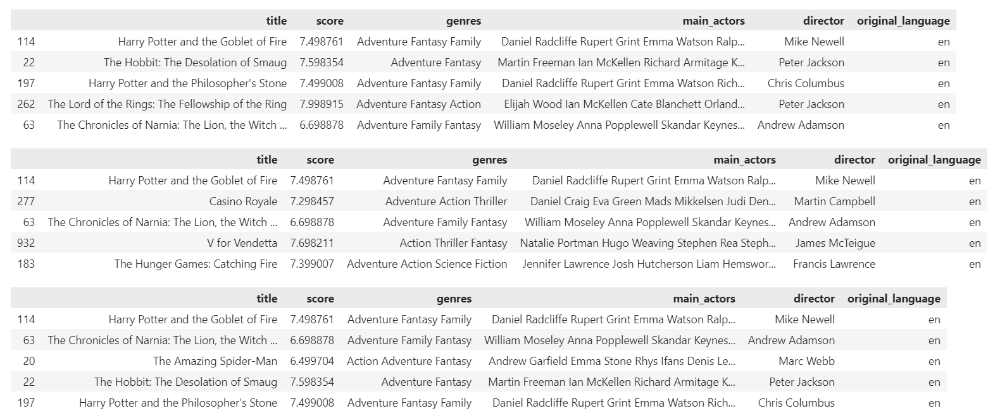 title score genres main_actors director original_language
114 Harry Potter and the Goblet of Fire 7.498761 Adventure Fantasy Family Daniel Radcliffe Rupert Grint Emma Watson Ralp... Mike Newell en
22 The Hobbit: The Desolation of Smaug 7.598354 Adventure Fantasy Martin Freeman Ian McKellen Richard Armitage K... Peter Jackson en
197 Harry Potter and the Philosopher's Stone 7.499008 Adventure Fantasy Family Daniel Radcliffe Rupert Grint Emma Watson Rich... Chris Columbus en
262 The Lord of the Rings: The Fellowship of the Ring 7.998915 Adventure Fantasy Action Elijah Wood Ian McKellen Cate Blanchett Orland... Peter Jackson en
63 The Chronicles of Narnia: The Lion, the Witch ... 6.698878 Adventure Family Fantasy William Moseley Anna Popplewell Skandar Keynes... Andrew Adamson en
title score genres main_actors director original_language
114 Harry Potter and the Goblet of Fire 7.498761 Adventure Fantasy Family Daniel Radcliffe Rupert Grint Emma Watson Ralp... Mike Newell en
277 Casino Royale 7.298457 Adventure Action Thriller Daniel Craig Eva Green Mads Mikkelsen Judi Den... Martin Campbell en
63 The Chronicles of Narnia: The Lion, the Witch ... 6.698878 Adventure Family Fantasy William Moseley Anna Popplewell Skandar Keynes... Andrew Adamson en
932 V for Vendetta 7.698211 Action Thriller Fantasy Natalie Portman Hugo Weaving Stephen Rea Steph... James McTeigue en
183 The Hunger Games: Catching Fire 7.399007 Adventure Action Science Fiction Jennifer Lawrence Josh Hutcherson Liam Hemswor... Francis Lawrence en
title score genres main_actors director original_language
114 Harry Potter and the Goblet of Fire 7.498761 Adventure Fantasy Family Daniel Radcliffe Rupert Grint Emma Watson Ralp... Mike Newell en
63 The Chronicles of Narnia: The Lion, the Witch ... 6.698878 Adventure Family Fantasy William Moseley Anna Popplewell Skandar Keynes... Andrew Adamson en
20 The Amazing Spider-Man 6.499704 Action Adventure Fantasy Andrew Garfield Emma Stone Rhys Ifans Denis Le... Marc Webb en
22 The Hobbit: The Desolation of Smaug 7.598354 Adventure Fantasy Martin Freeman Ian McKellen Richard Armitage K... Peter Jackson en
197 Harry Potter and the Philosopher's Stone 7.499008 Adventure Fantasy Family Daniel Radcliffe Rupert Grint Emma Watson Rich... Chris Columbus en